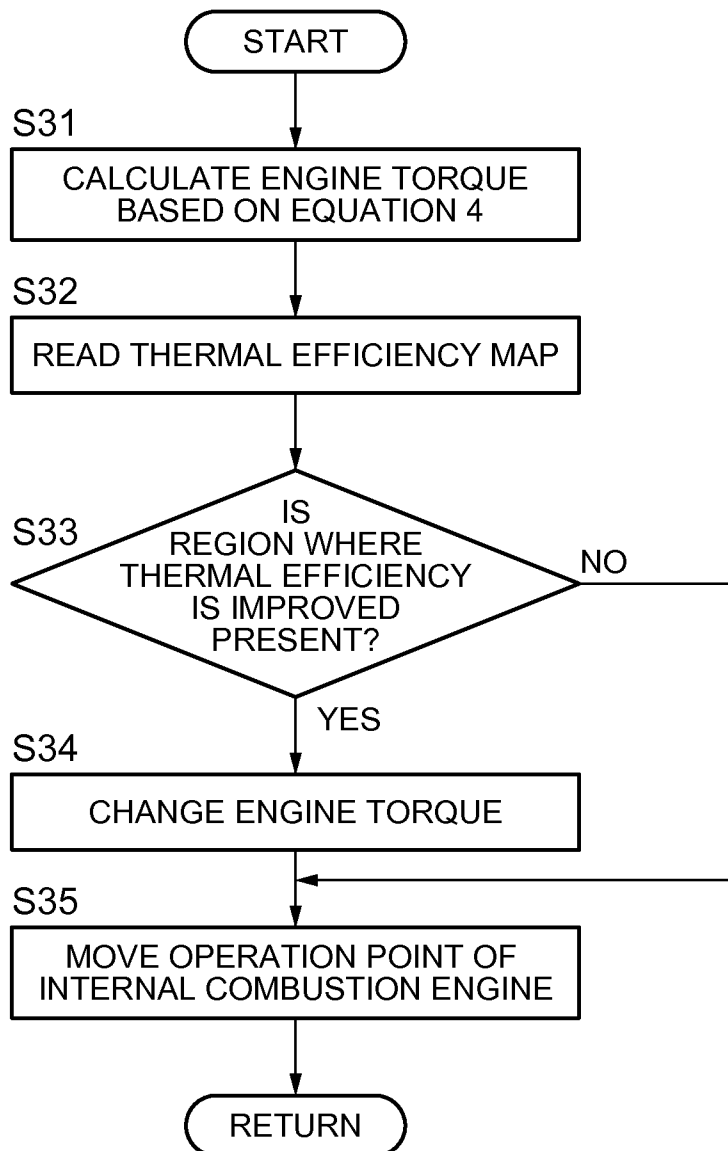 START
S31
CALCULATE ENGINE TORQUE
BASED ON EQUATION 4
S32
READ THERMAL EFFICIENCY MAP
S33
IS
REGION WHERE
THERMAL EFFICIENCY
IS IMPROVED
PRESENT?
NO
YES
S34
CHANGE ENGINE TORQUE
S35
MOVE OPERATION POINT OF
INTERNAL COMBUSTION ENGINE
RETURN